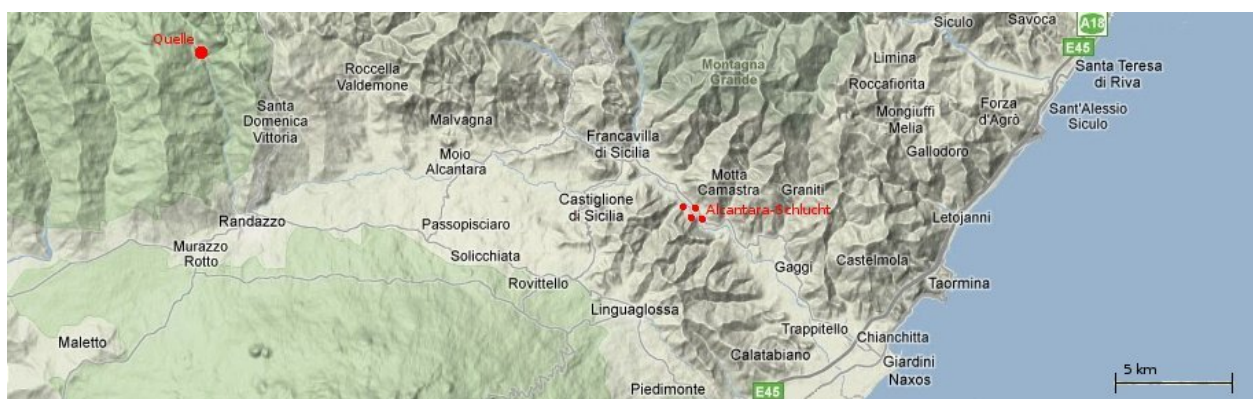 Siculo
Savoca
A18
E45
Quelle
Roccella
Valdemone
Montagna
Grande
Limina
Santa Teresa
di Riva
Roccafiorita
Santa
Domenica
Vittoria
Malvagna
Francavilla
di Sicilia
Mongiuffi
Melia
Forza
d'Agrò
Sant'Alessio
Siculo
Gallodoro
Moio
Alcantara
Motta
Camastra
Graniti
Castiglione
di Sicilia
Alcantara-Schlucht
Letojanni
Randazzo
Passopisciaro
Murazzo
Rotto
Solicchiata
Gaggi
Castelmola
Rovittello
Taormina
Linguaglossa
Trappitello
Chianchitta
Maletto
Calatabiano
Giardini
Naxos
5 km
Piedimonte
E45